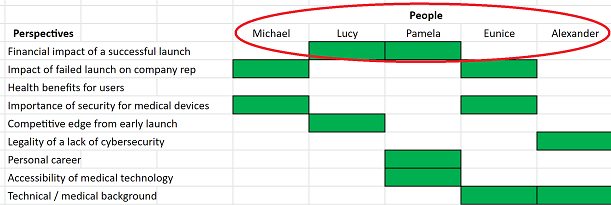 People
Perspectives Michael Lucy Pamela Eunice Alexander
Financial impact of a successful launch
Impact of failed launch on company rep
Health benefits for users
Importance of security for medical devices
Competitive edge from early launch
Legality of a lack of cybersecurity
Personal career
Accessibility of medical technology
Technical / medical background